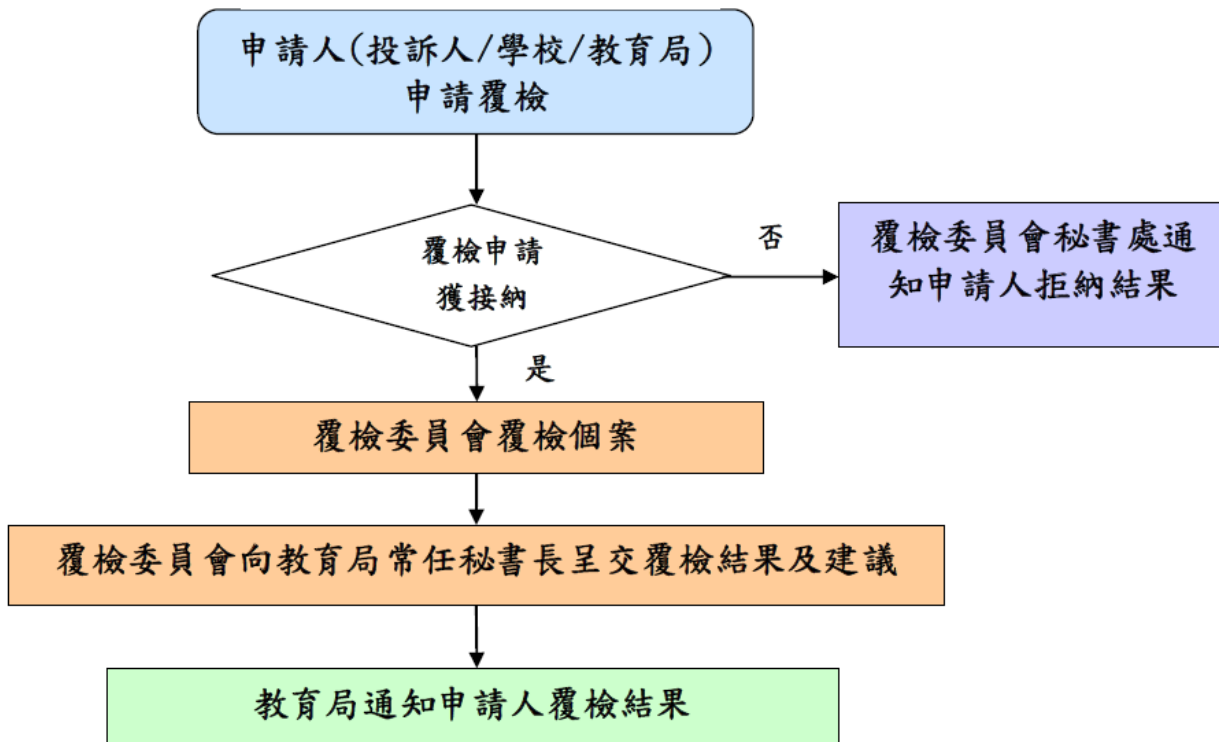 申請人(投訴人/學校/教育局)
申請覆檢
覆檢申請
獲接納
否
覆檢委員會秘書處通
知申請人拒納結果
是
覆檢委員會覆檢個案
覆檢委員會向教育局常任秘書長呈交覆檢結果及建議
教育局通知申請人覆檢結果